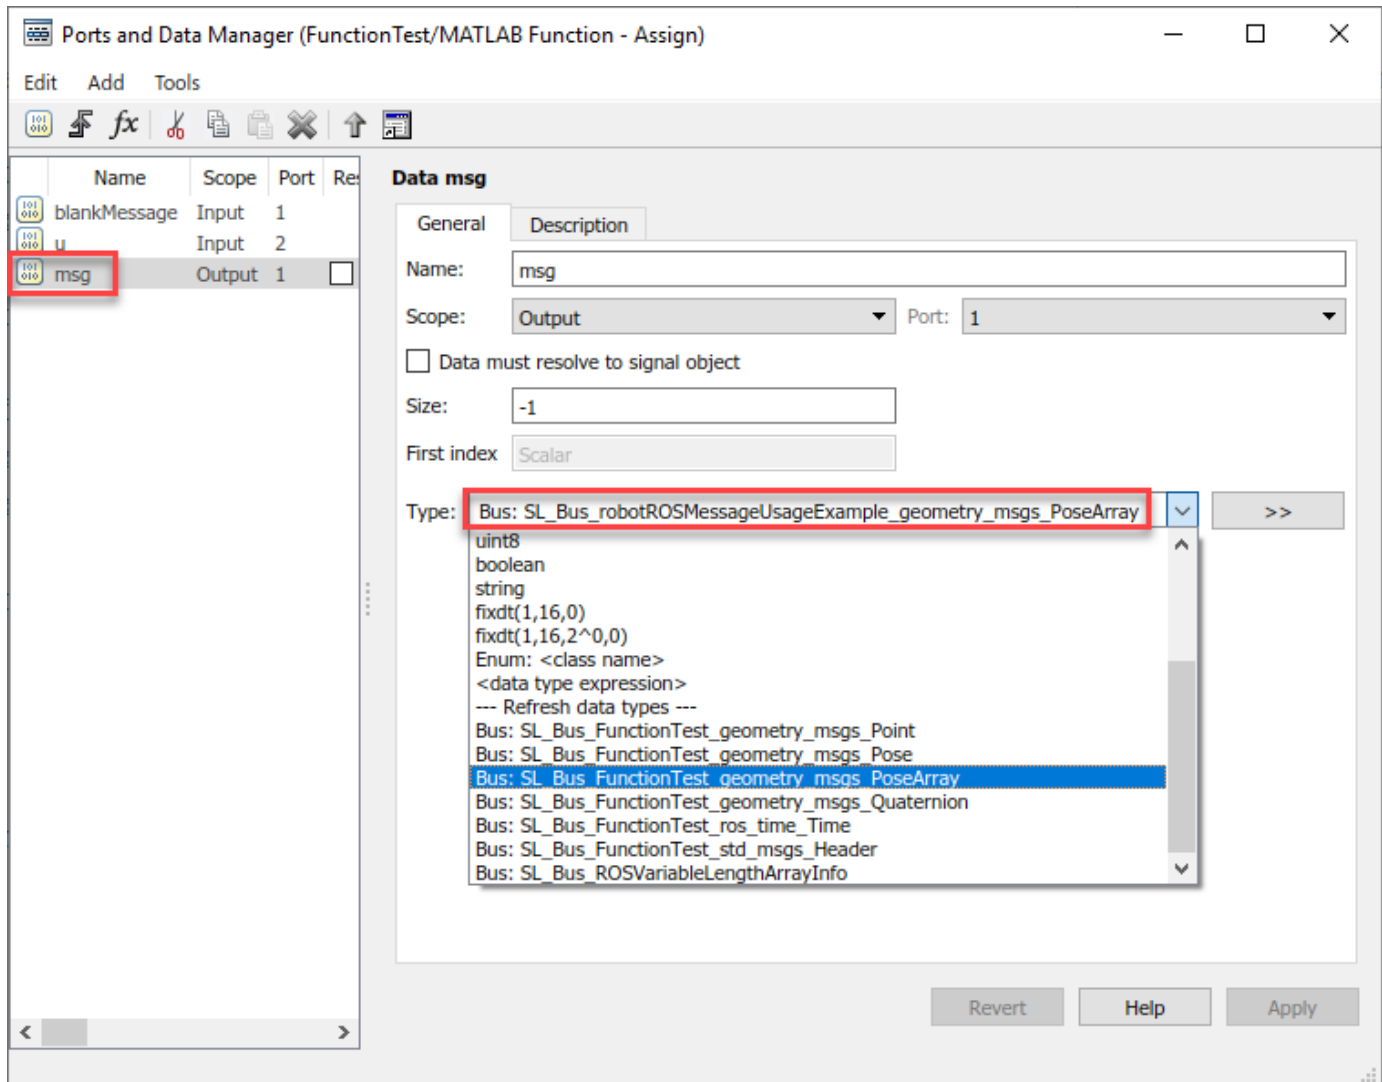 Ports and Data Manager (FunctionTest/MATLAB Function - Assign)
Edit Add Tools
fx
Name Scope Port Re
blankMessage Input 1
u Input 2
msg Output 1
Data msg
General Description
Name: msg
Scope: Output Port: 1
Data must resolve to signal object
Size: -1
First index Scalar
Type: Bus: SL_Bus_robotROSMessageUsageExample_geometry_msgs_PoseArray >>
uint8
boolean
string
fixdt(1,16,0)
fixdt(1,16,2^0,0)
Enum: <class name>
<data type expression>
--- Refresh data types ---
Bus: SL_Bus_FunctionTest_geometry_msgs_Point
Bus: SL_Bus_FunctionTest_geometry_msgs_Pose
Bus: SL_Bus_FunctionTest_geometry_msgs_PoseArray
Bus: SL_Bus_FunctionTest_geometry_msgs_Quaternion
Bus: SL_Bus_FunctionTest_ros_time_Time
Bus: SL_Bus_FunctionTest_std_msgs_Header
Bus: SL_Bus_ROSVariableLengthArrayInfo
Revert Help Apply